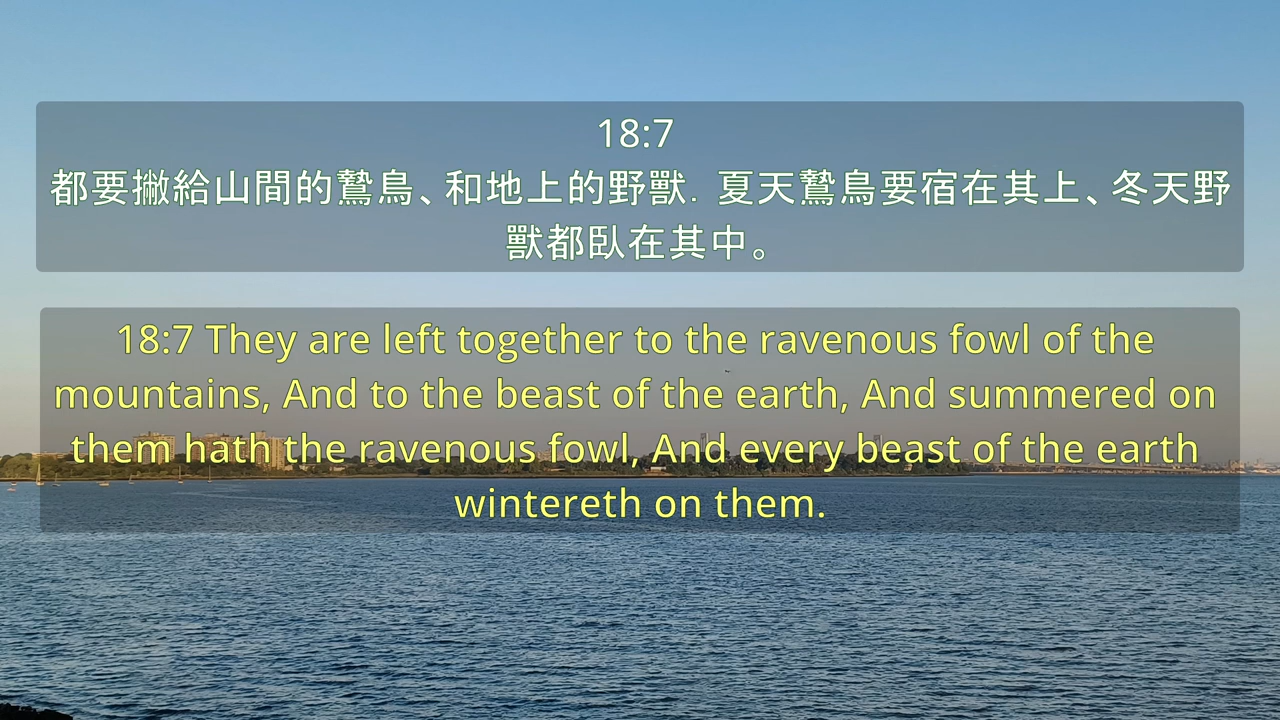 18:7
都要撇給山間的鷙鳥、和地上的野獸．夏天鷙鳥要宿在其上、冬天野
獸都臥在其中。
18:7 They are left together to the ravenous fowl of the
mountains, And to the beast of the earth, And summered on
them hath the ravenous fowl, And every beast of the earth
wintereth on them.